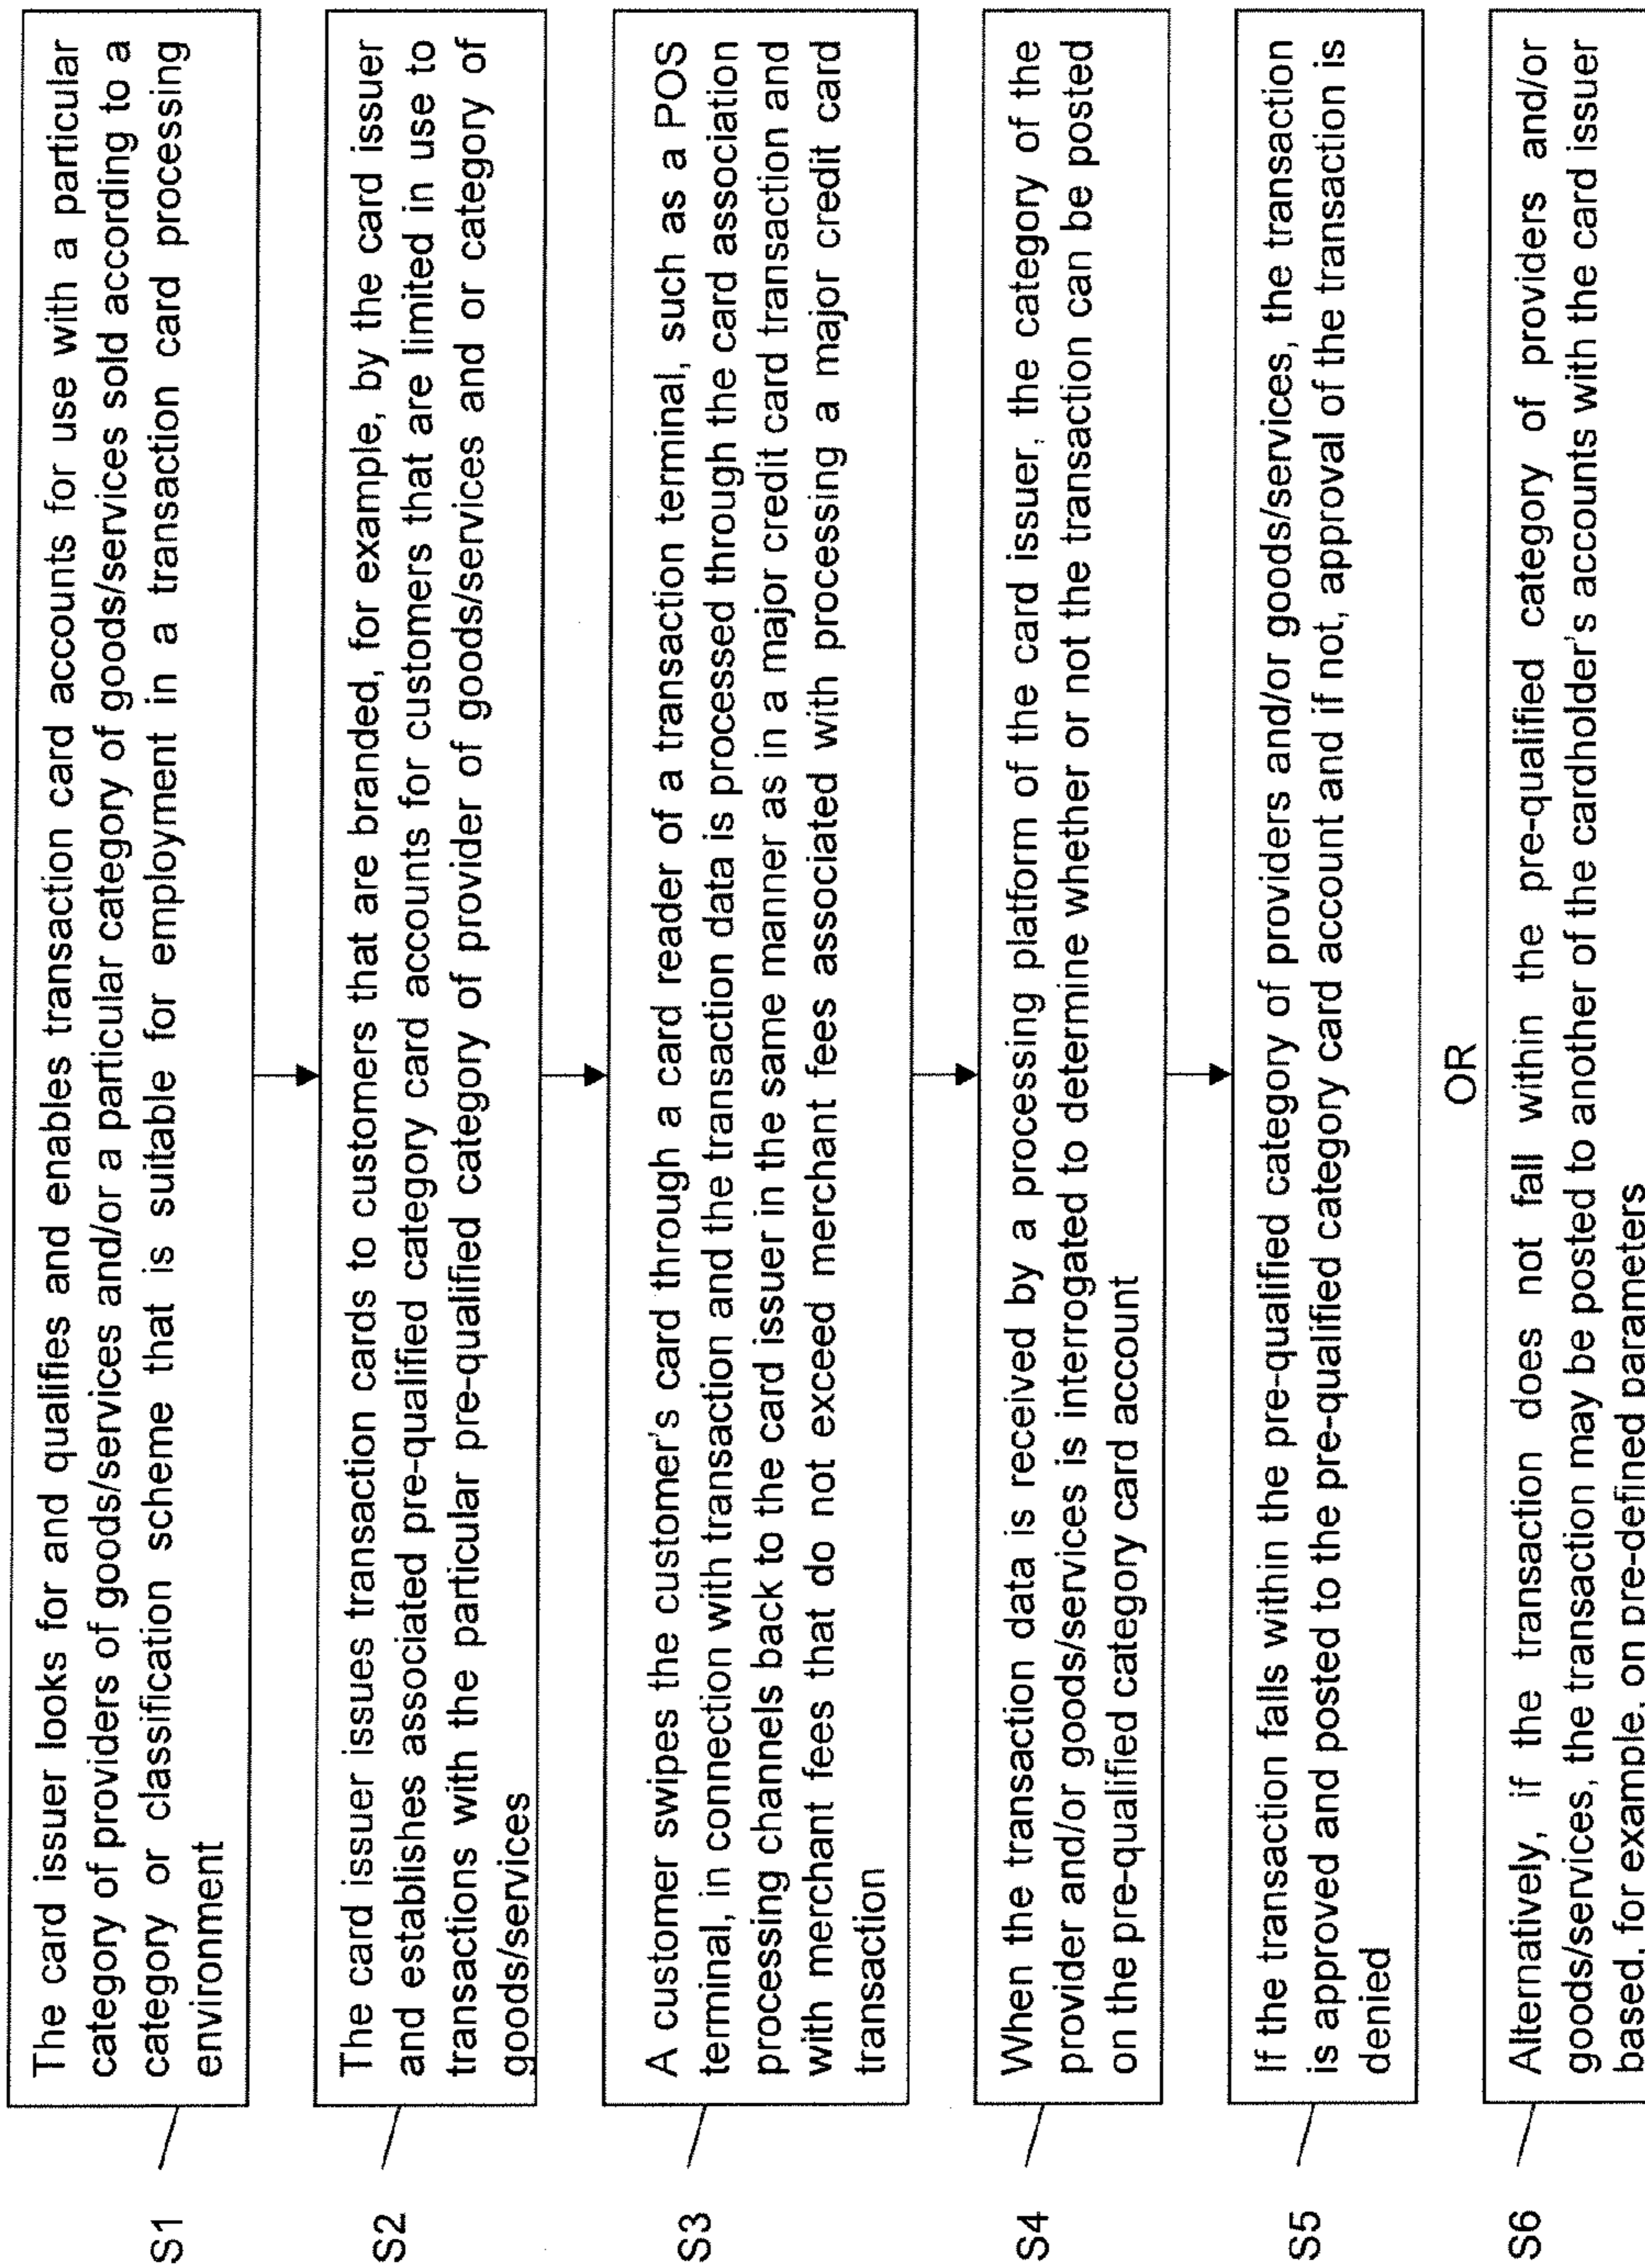 S1
The card issuer looks for and qualifies and enables transaction card accounts for use with a particular
category of providers of goods/services and/or a particular category of goods/services sold according to a
category or classification scheme that is suitable for employment in a transaction card processing
environment
S2
The card issuer issues transaction cards to customers that are branded, for example, by the card issuer
and establishes associated pre-qualified category card accounts for customers that are limited in use to
transactions with the particular pre-qualified category of provider of goods/services and or category of
goods/services
S3
A customer swipes the customer's card through a card reader of a transaction terminal, such as a POS
terminal, in connection with transaction and the transaction data is processed through the card association
processing channels back to the card issuer in the same manner as in a major credit card transaction and
with merchant fees that do not exceed merchant fees associated with processing a major credit card
transaction
S4
When the transaction data is received by a processing platform of the card issuer, the category of the
provider and/or goods/services is interrogated to determine whether or not the transaction can be posted
on the pre-qualified category card account
S5
If the transaction falls within the pre-qualified category of providers and/or goods/services, the transaction
is approved and posted to the pre-qualified category card account and if not, approval of the transaction is
denied
OR
S6
Alternatively, if the transaction does not fall within the pre-qualified category of providers and/or
goods/services, the transaction may be posted to another of the cardholder's accounts with the card issuer
based, for example, on pre-defined parameters